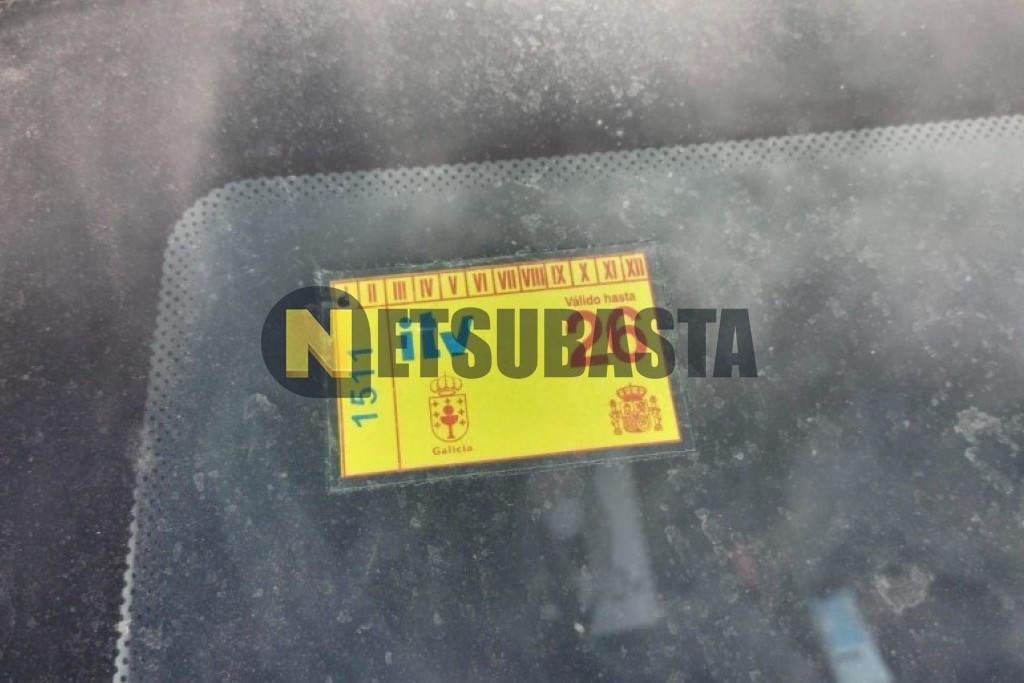 I II III IV V VI VII VIII IX X XI XII
Válido hasta
itv 26
NETSUBASTA
1511
Galicia